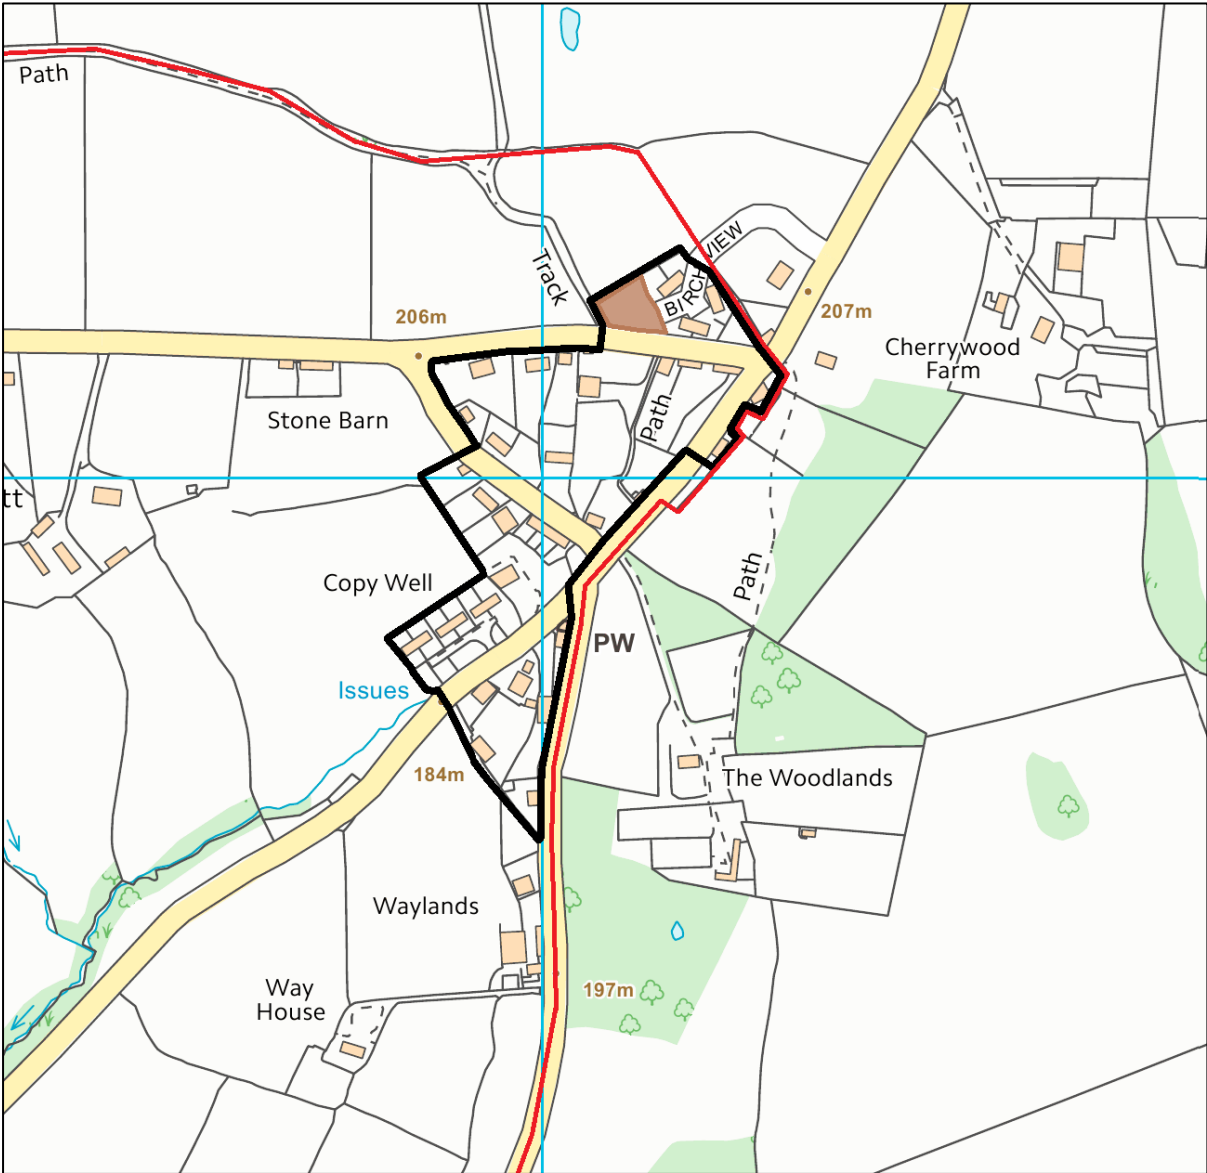 Path
BIRCH VIEW
Track
206m
207m
Cherrywood
Farm
Path
Stone Barn
tt
Path
Copy Well
PW
Issues
184m
The Woodlands
Waylands
197m
Way
House